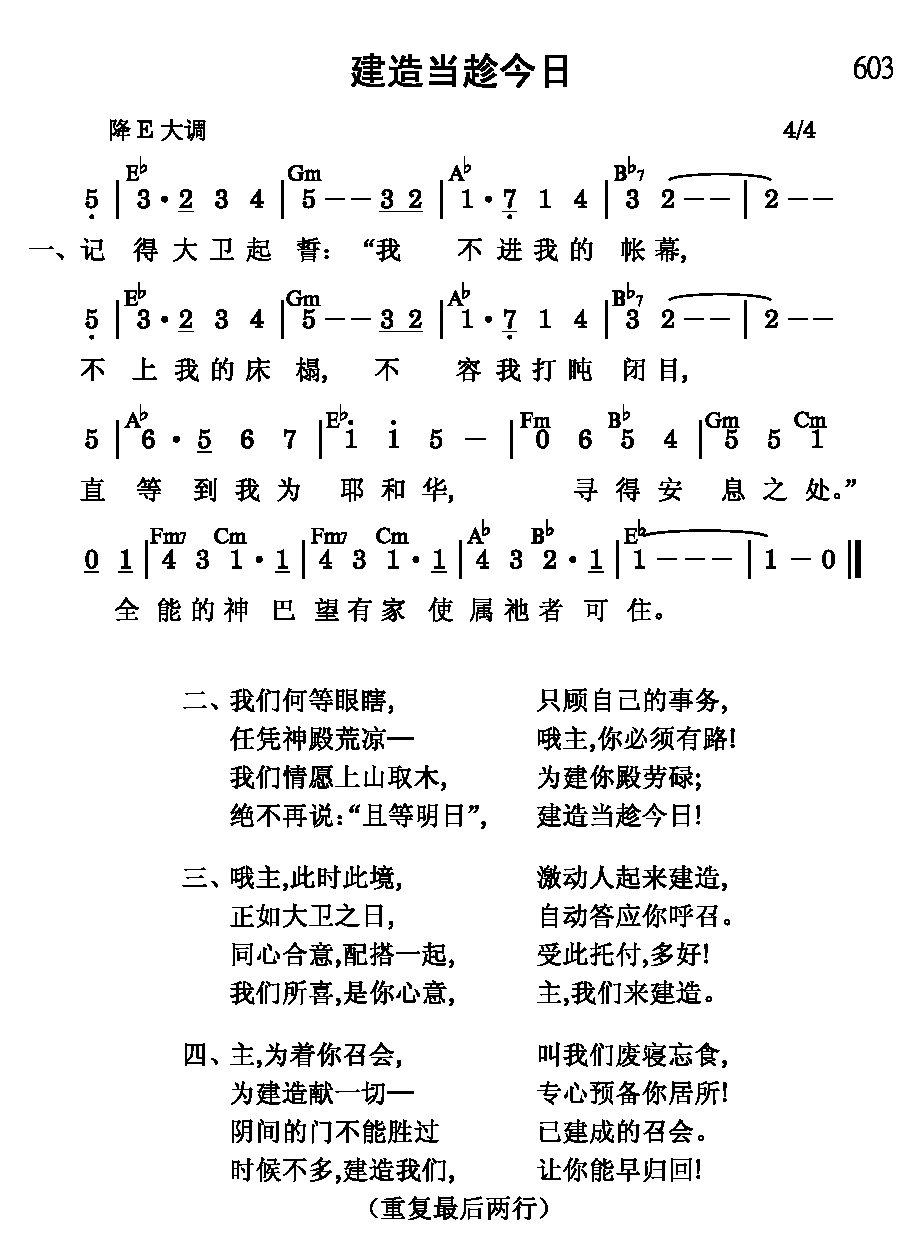 建造当趁今日 603
降 E 大调 4/4
E♭ Gm A♭ B♭7
5̣ | 3 · 2 3 4 | 5 - - 3 2 | 1 · 7̣ 1 4 | 3 2 - - | 2 - -
一、记 得 大 卫 起 誓: “我 不 进 我 的 帐 幕,
E♭ Gm A♭ B♭7
5̣ | 3 · 2 3 4 | 5 - - 3 2 | 1 · 7̣ 1 4 | 3 2 - - | 2 - -
不 上 我 的 床 榻, 不 容 我 打 盹 闭 目,
A♭ E♭ Fm B♭ Gm Cm
5 | 6 · 5 6 7 | 1̇ 1̇ 5 - | 0 6 5 4 | 5 5 1
直 等 到 我 为 耶 和 华, 寻 得 安 息 之 处。”
Fm7 Cm Fm7 Cm A♭ B♭ E♭
0 1 | 4 3 1 · 1 | 4 3 1 · 1 | 4 3 2 · 1 | 1 - - - | 1 - 0 ‖
全 能 的 神 巴 望 有 家 使 属 祂 者 可 住。
二、我们何等眼瞎, 只顾自己的事务,
任凭神殿荒凉— 哦主,你必须有路!
我们情愿上山取木, 为建你殿劳碌;
绝不再说:“且等明日”, 建造当趁今日!
三、哦主,此时此境, 激动人起来建造,
正如大卫之日, 自动答应你呼召。
同心合意,配搭一起, 受此托付,多好!
我们所喜,是你心意, 主,我们来建造。
四、主,为着你召会, 叫我们废寝忘食,
为建造献一切— 专心预备你居所!
阴间的门不能胜过 已建成的召会。
时候不多,建造我们, 让你能早归回!
（重复最后两行）